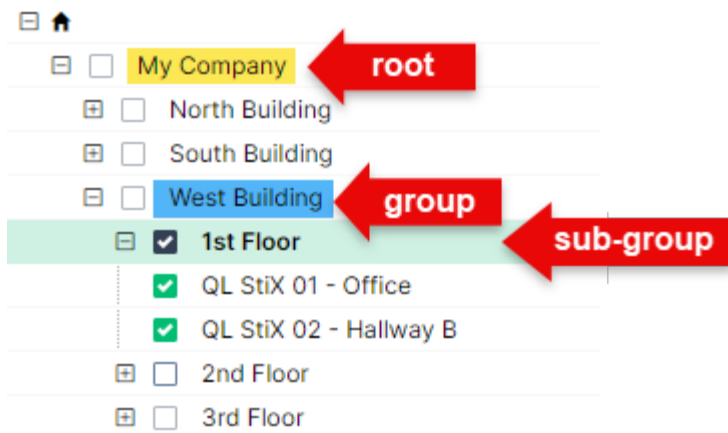 My Company root
North Building
South Building
West Building group
1st Floor sub-group
QL StiX 01 - Office
QL StiX 02 - Hallway B
2nd Floor
3rd Floor